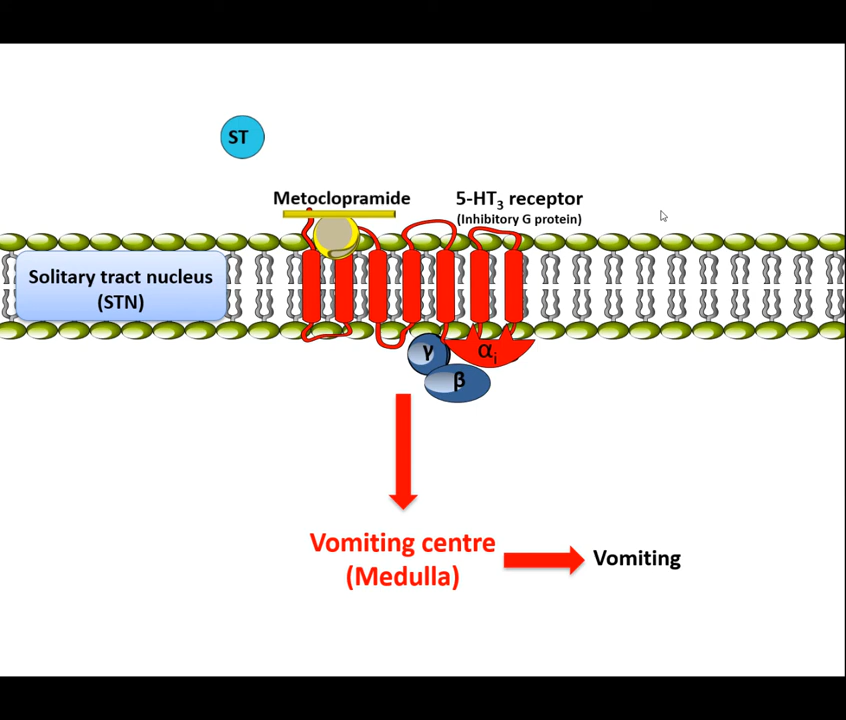 ST
Metoclopramide
5-HT₃ receptor
(Inhibitory G protein)
Solitary tract nucleus
(STN)
γ
αᵢ
β
Vomiting centre
(Medulla)
Vomiting